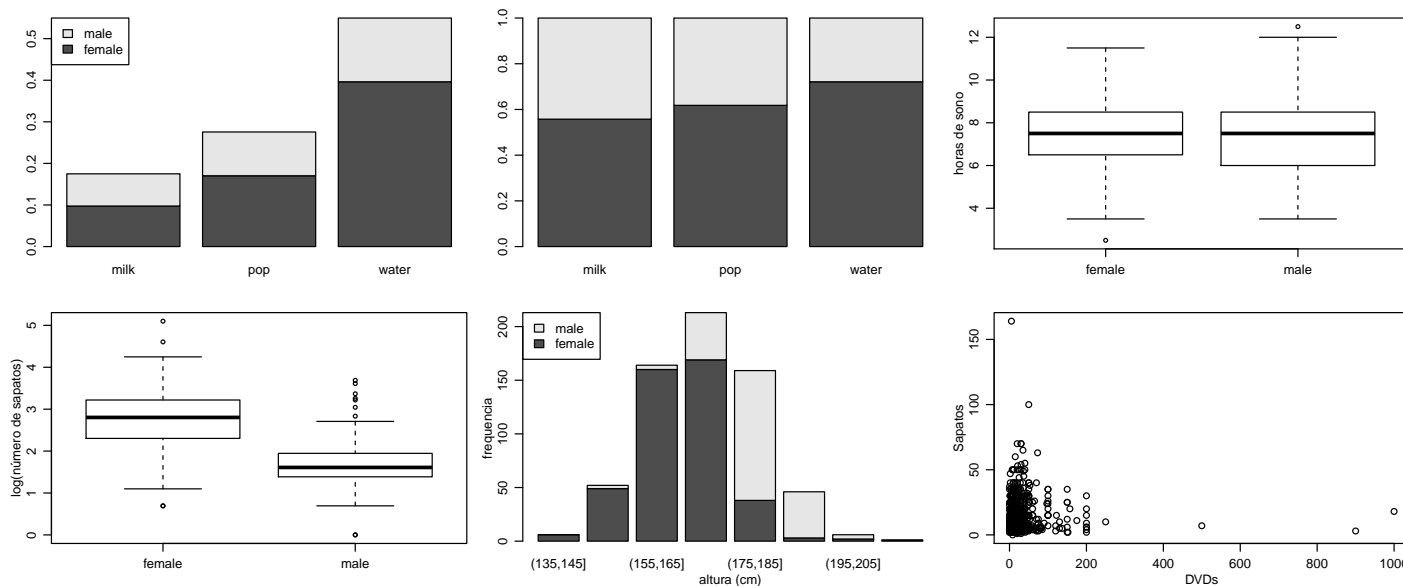 male
female
0.0 0.1 0.2 0.3 0.4 0.5
milk pop water
0.0 0.2 0.4 0.6 0.8 1.0
milk pop water
horas de sono
4 6 8 10 12
female male
log(número de sapatos)
0 1 2 3 4 5
female male
male
female
frequencia
0 50 100 150 200
(135,145] (155,165] (175,185] (195,205]
altura (cm)
Sapatos
0 50 100 150
0 200 400 600 800 1000
DVDs